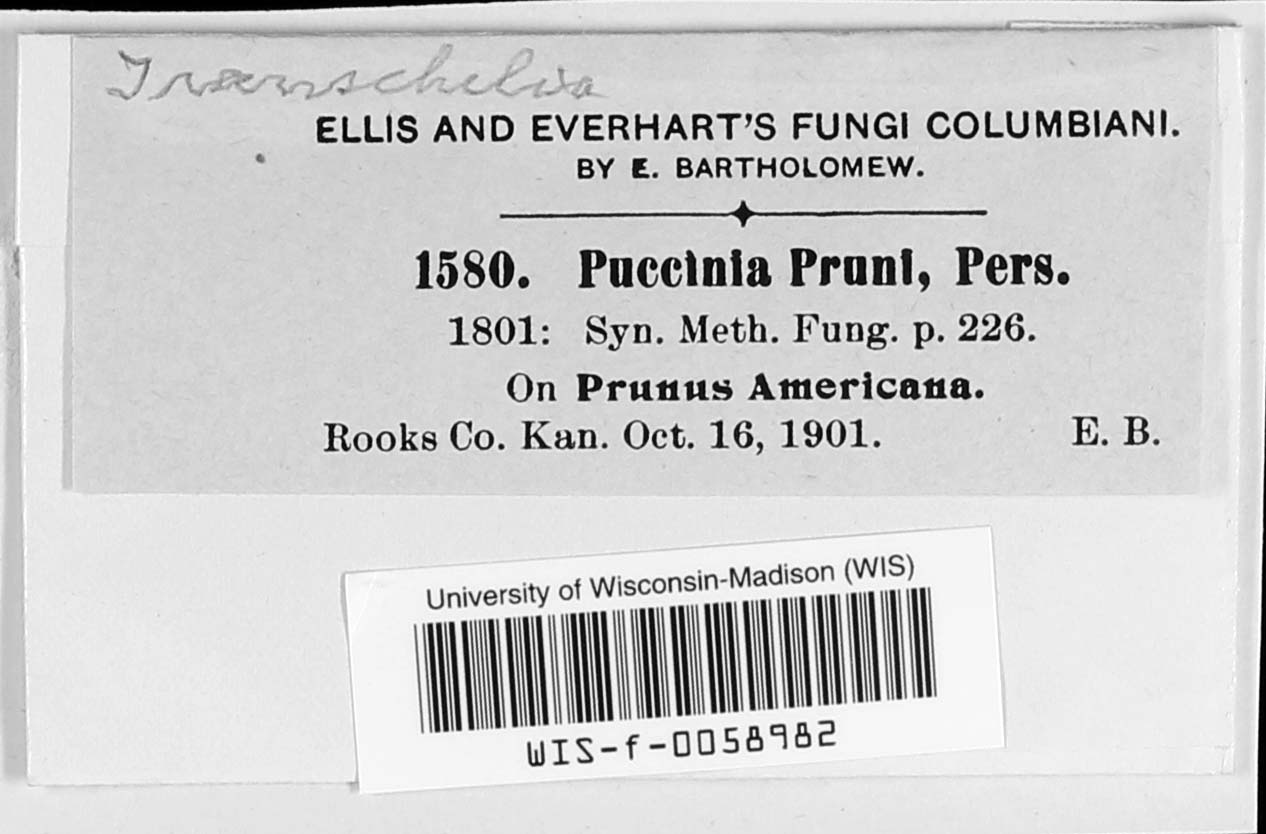 Transchelia
ELLIS AND EVERHART'S FUNGI COLUMBIANI.
BY E. BARTHOLOMEW.
1580. Puccinia Pruni, Pers.
1801: Syn. Meth. Fung. p. 226.
On Prunus Americana.
Rooks Co. Kan. Oct. 16, 1901. E. B.
University of Wisconsin-Madison (WIS)
WIS-f-0058982